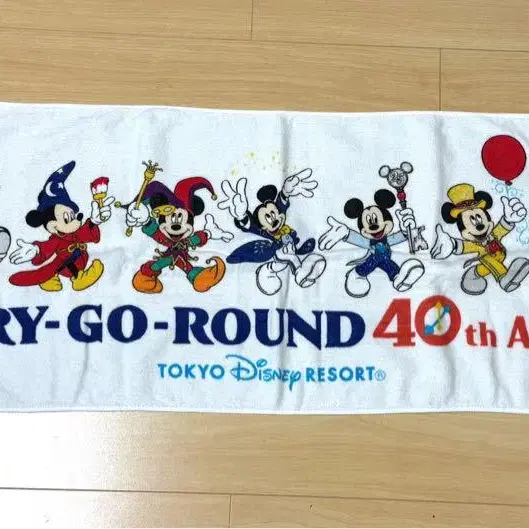 RY-GO-ROUND 40th A
TOKYO Disney RESORT®